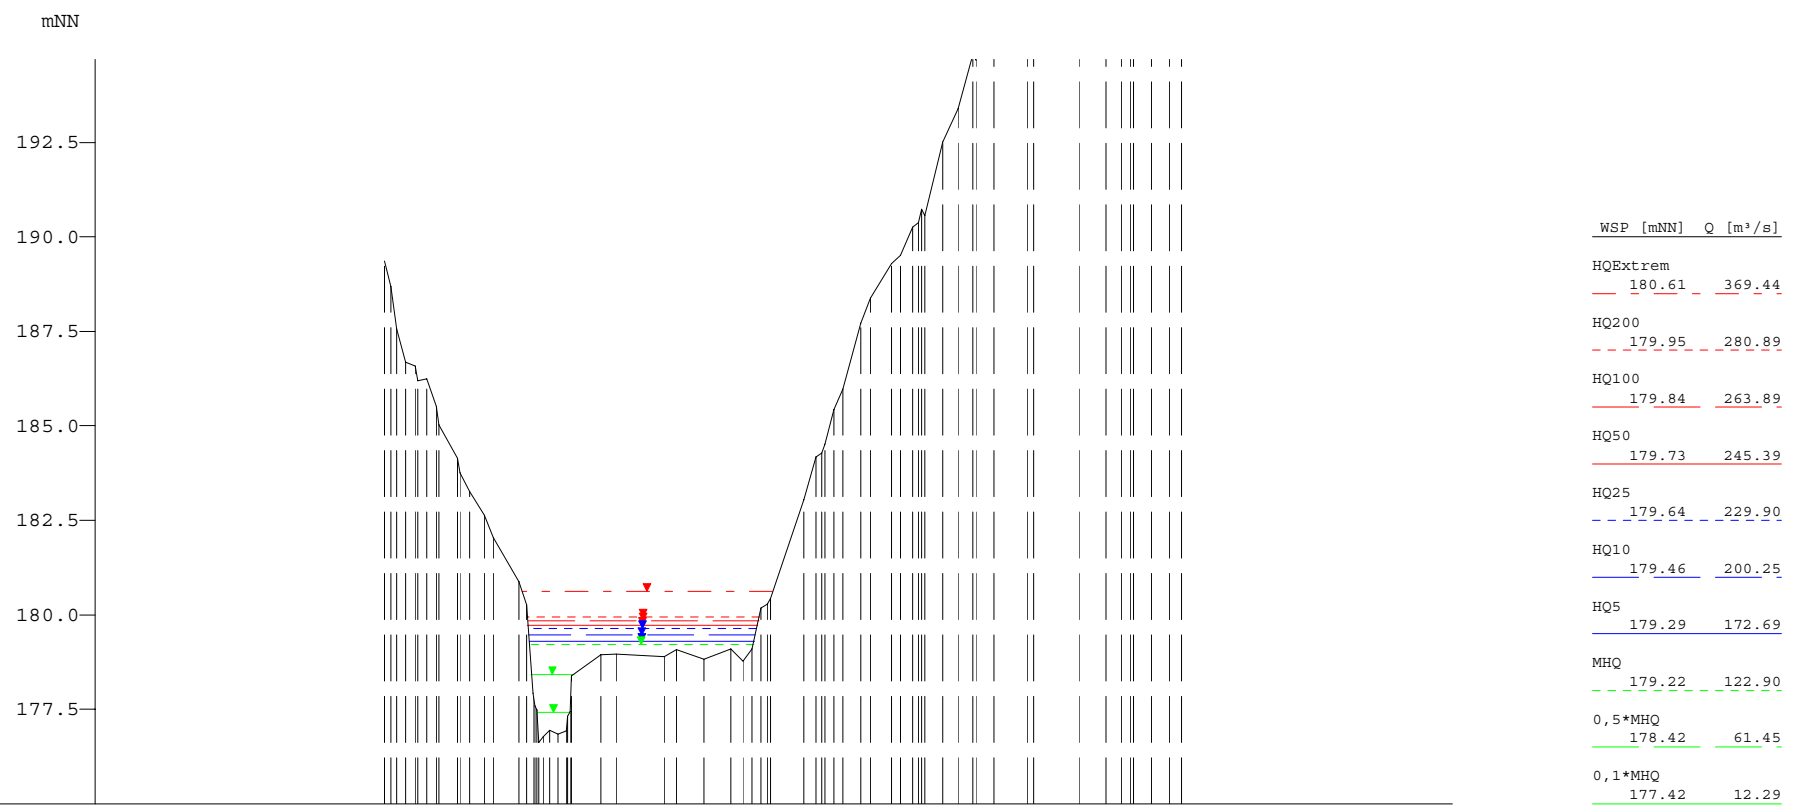 mNN
192.5
190.0
187.5
185.0
182.5
180.0
177.5
WSP [mNN] Q [m³/s]
HQExtrem
180.61 369.44
HQ200
179.95 280.89
HQ100
179.84 263.89
HQ50
179.73 245.39
HQ25
179.64 229.90
HQ10
179.46 200.25
HQ5
179.29 172.69
MHQ
179.22 122.90
0,5*MHQ
178.42 61.45
0,1*MHQ
177.42 12.29